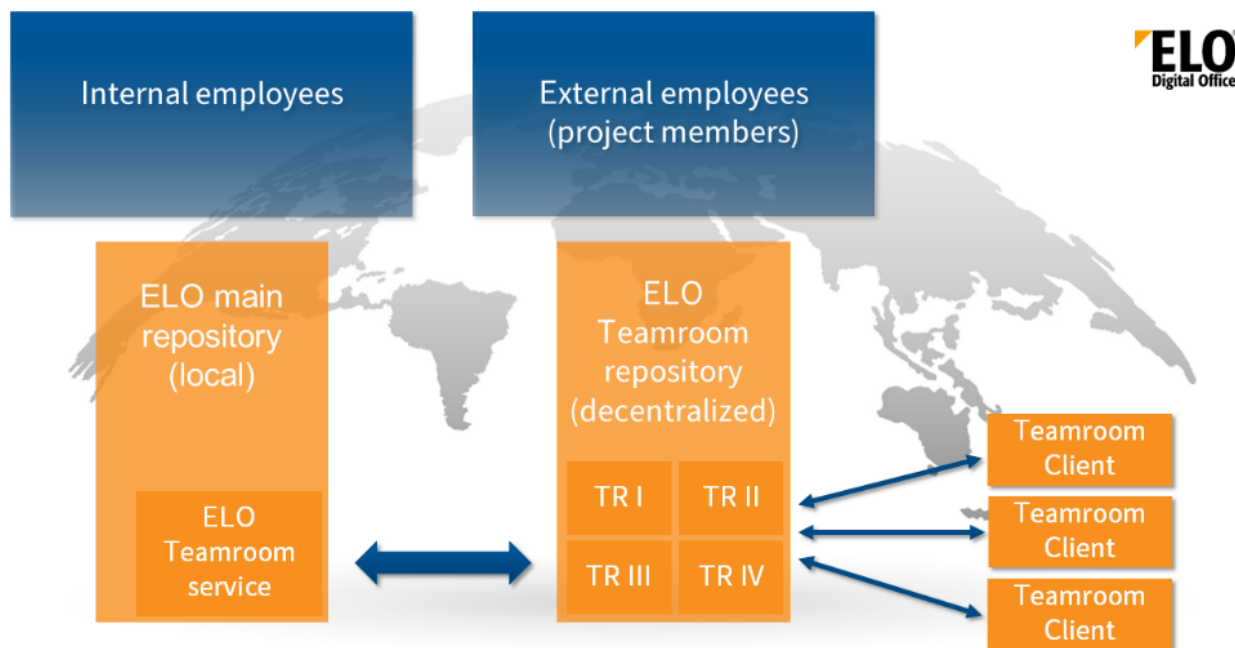 Internal employees
External employees
(project members)
ELO
Digital Office
ELO main
repository
(local)
ELO
Teamroom
service
ELO
Teamroom
repository
(decentralized)
TR I
TR II
TR III
TR IV
Teamroom
Client
Teamroom
Client
Teamroom
Client